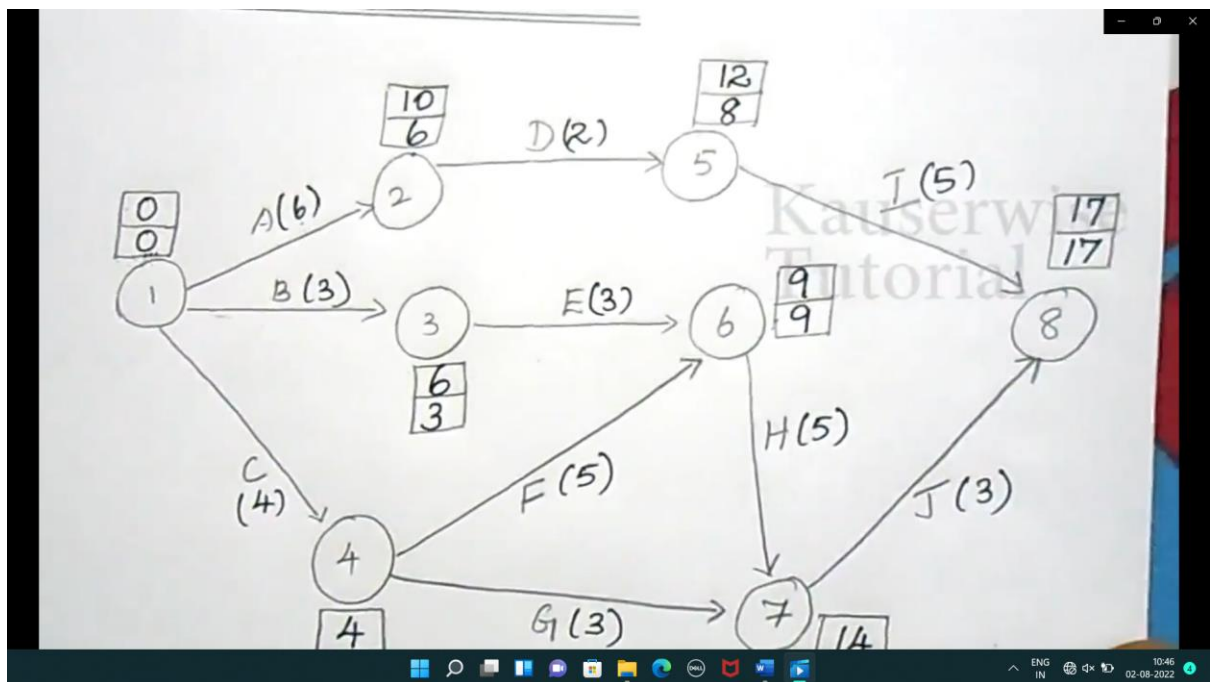 10
6
D(2)
12
8
I(5)
Kauserwise
Tutorial
0
0
A(6)
2
5
17
17
1
B(3)
3
E(3)
6
9
9
8
6
3
H(5)
C
(4)
F(5)
J(3)
4
G(3)
7
4
14
ENG
IN
10:46
02-08-2022
4